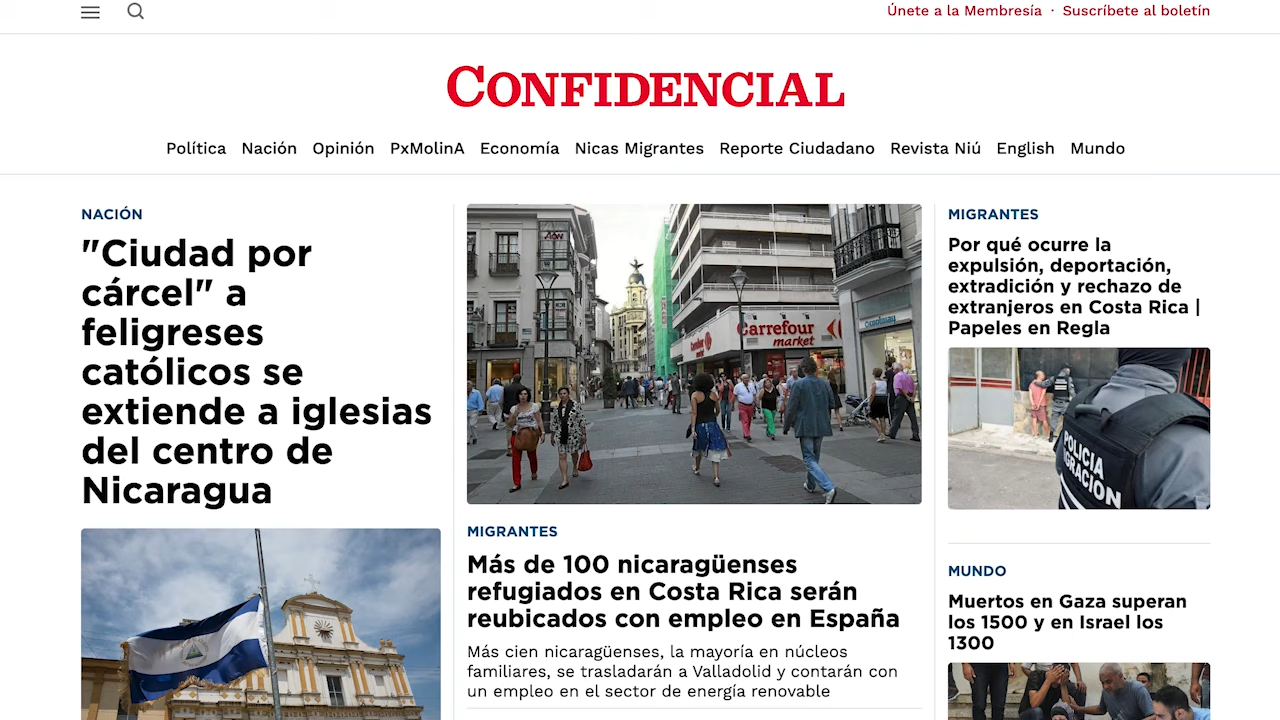 Únete a la Membresía · Suscríbete al boletín
CONFIDENCIAL
Política Nación Opinión PxMolinA Economía Nicas Migrantes Reporte Ciudadano Revista Niú English Mundo
NACIÓN
"Ciudad por
cárcel" a
feligreses
católicos se
extiende a iglesias
del centro de
Nicaragua
Carrefour
market
MIGRANTES
Más de 100 nicaragüenses
refugiados en Costa Rica serán
reubicados con empleo en España
Más cien nicaragüenses, la mayoría en núcleos
familiares, se trasladarán a Valladolid y contarán con
un empleo en el sector de energía renovable
MIGRANTES
Por qué ocurre la
expulsión, deportación,
extradición y rechazo de
extranjeros en Costa Rica |
Papeles en Regla
POLICIA
MUNDO
Muertos en Gaza superan
los 1500 y en Israel los
1300